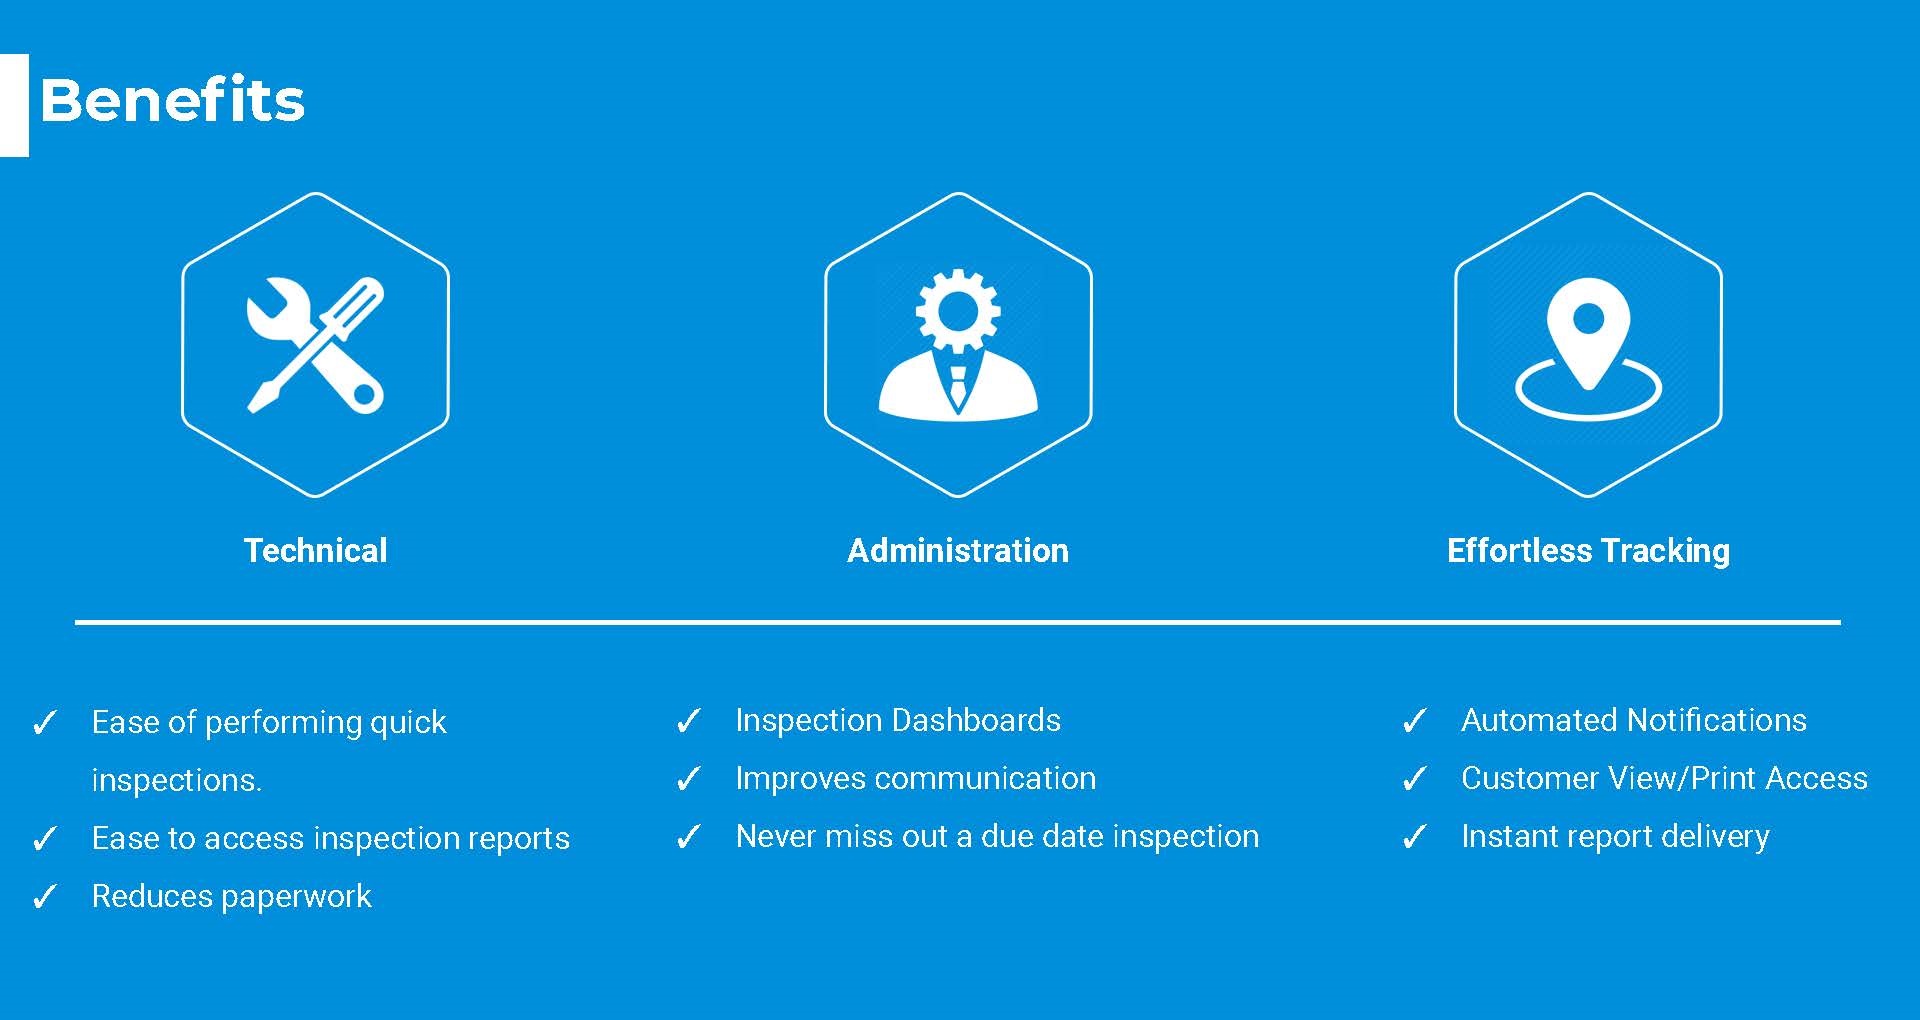 Benefits
Technical
Administration
Effortless Tracking
✓ Ease of performing quick
inspections.
✓ Ease to access inspection reports
✓ Reduces paperwork
✓ Inspection Dashboards
✓ Improves communication
✓ Never miss out a due date inspection
✓ Automated Notifications
✓ Customer View/Print Access
✓ Instant report delivery